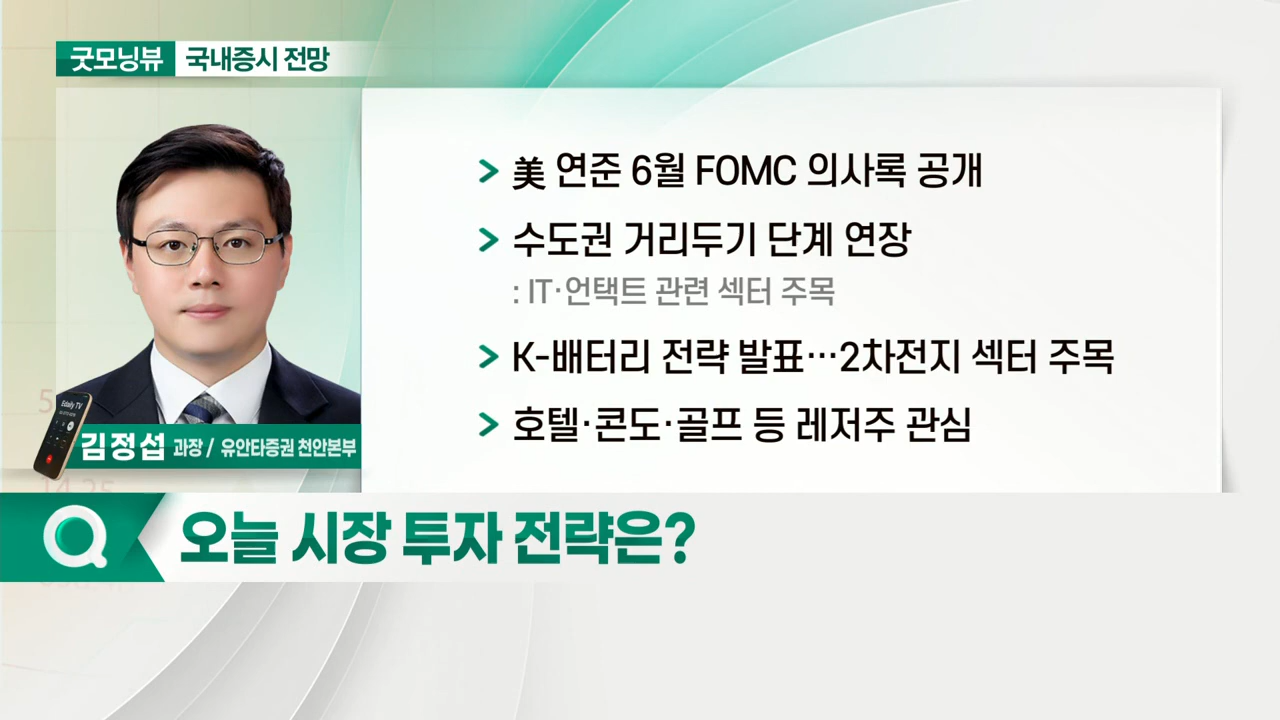 굿모닝뷰 국내증시 전망
> 美 연준 6월 FOMC 의사록 공개
> 수도권 거리두기 단계 연장
: IT·언택트 관련 섹터 주목
> K-배터리 전략 발표…2차전지 섹터 주목
> 호텔·콘도·골프 등 레저주 관심
Edaily TV
김정섭 과장 / 유안타증권 천안본부
Q 오늘 시장 투자 전략은?